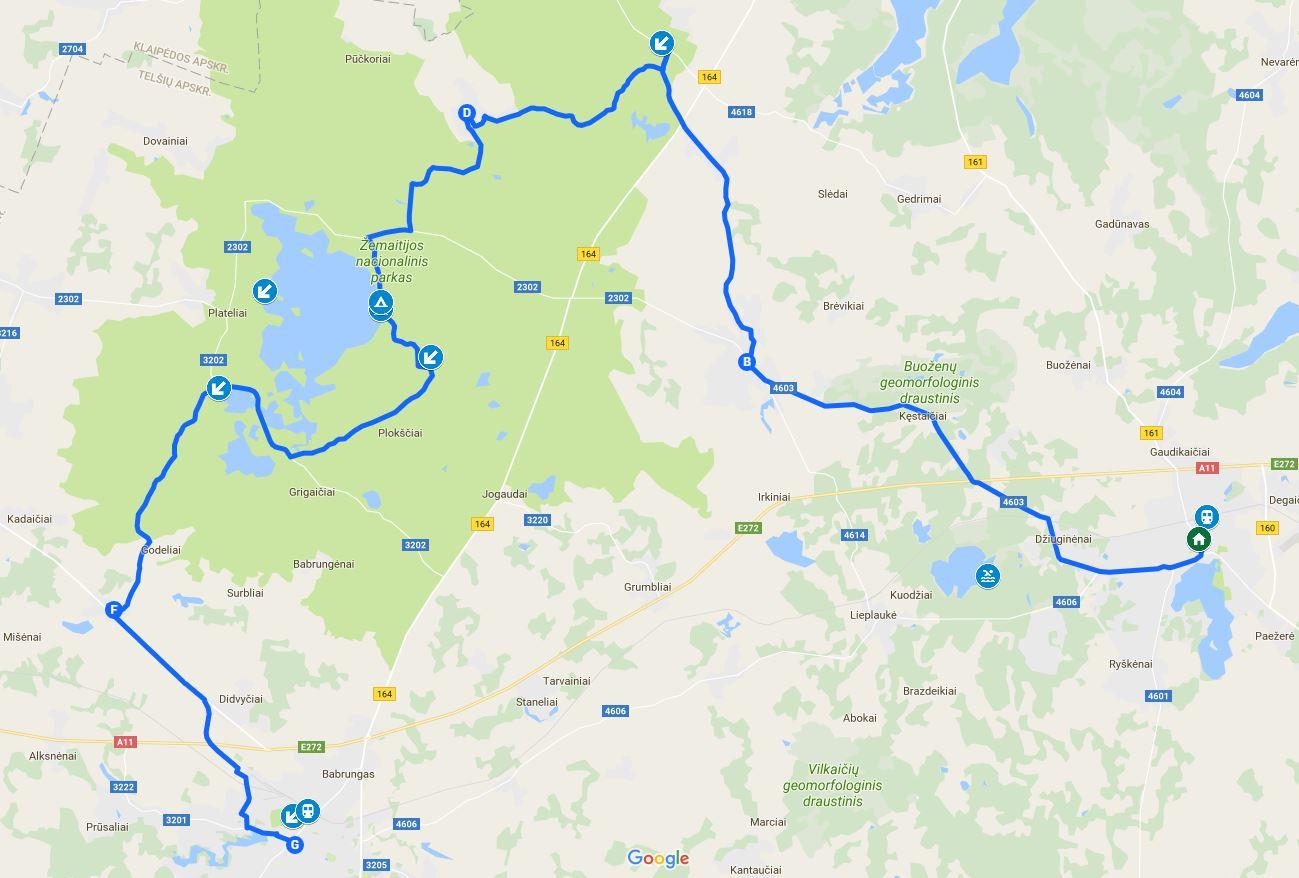 2704
KLAIPĖDOS APSKR.
TELŠIŲ APSKR.
Pūčkoriai
164
Nevarėn
4604
D
4618
Dovainiai
161
Slėdai
Gedrimai
Gadūnavas
2302
Žemaitijos
nacionalinis
parkas
164
2302
2302
2302
Plateliai
Brėvikiai
3216
164
3202
B
Buožėnai
Buoženų
geomorfologinis
draustinis
4603
4604
Kęstaičiai
Plokščiai
161
Gaudikaičiai
A11
E272
Grigaičiai
Jogaudai
Irkiniai
4603
Degaič
Kadaičiai
164
3220
E272
4614
160
Džiuginėnai
3202
Godeliai
Babrungėnai
Surbliai
Grumbliai
Kuodžiai
4606
F
Lieplaukė
Mišėnai
Paežerė
Ryškėnai
Tarvainiai
Didvyčiai
164
Staneliai
4606
Brazdeikiai
4601
Abokai
A11
E272
Alksnėnai
Babrungas
Vilkaičių
geomorfologinis
draustinis
3222
3201
Prūsaliai
4606
Marciai
G
3205
Google
Kantaučiai